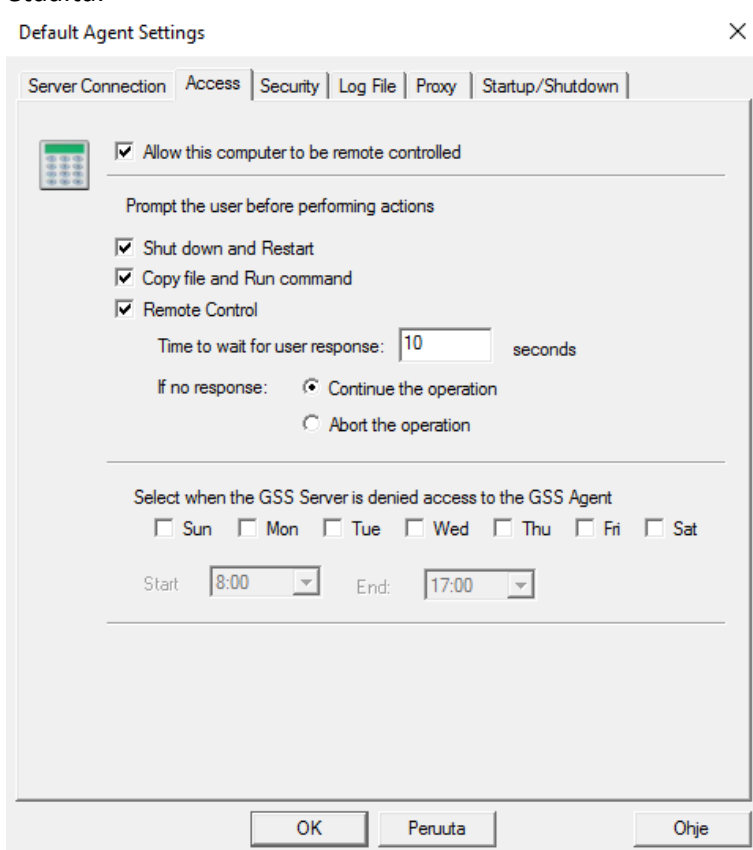 Default Agent Settings
Server Connection Access Security Log File Proxy Startup/Shutdown
Allow this computer to be remote controlled
Prompt the user before performing actions
Shut down and Restart
Copy file and Run command
Remote Control
Time to wait for user response: 10 seconds
If no response: Continue the operation
Abort the operation
Select when the GSS Server is denied access to the GSS Agent
Sun Mon Tue Wed Thu Fri Sat
Start 8:00 End: 17:00
OK Peruuta Ohje